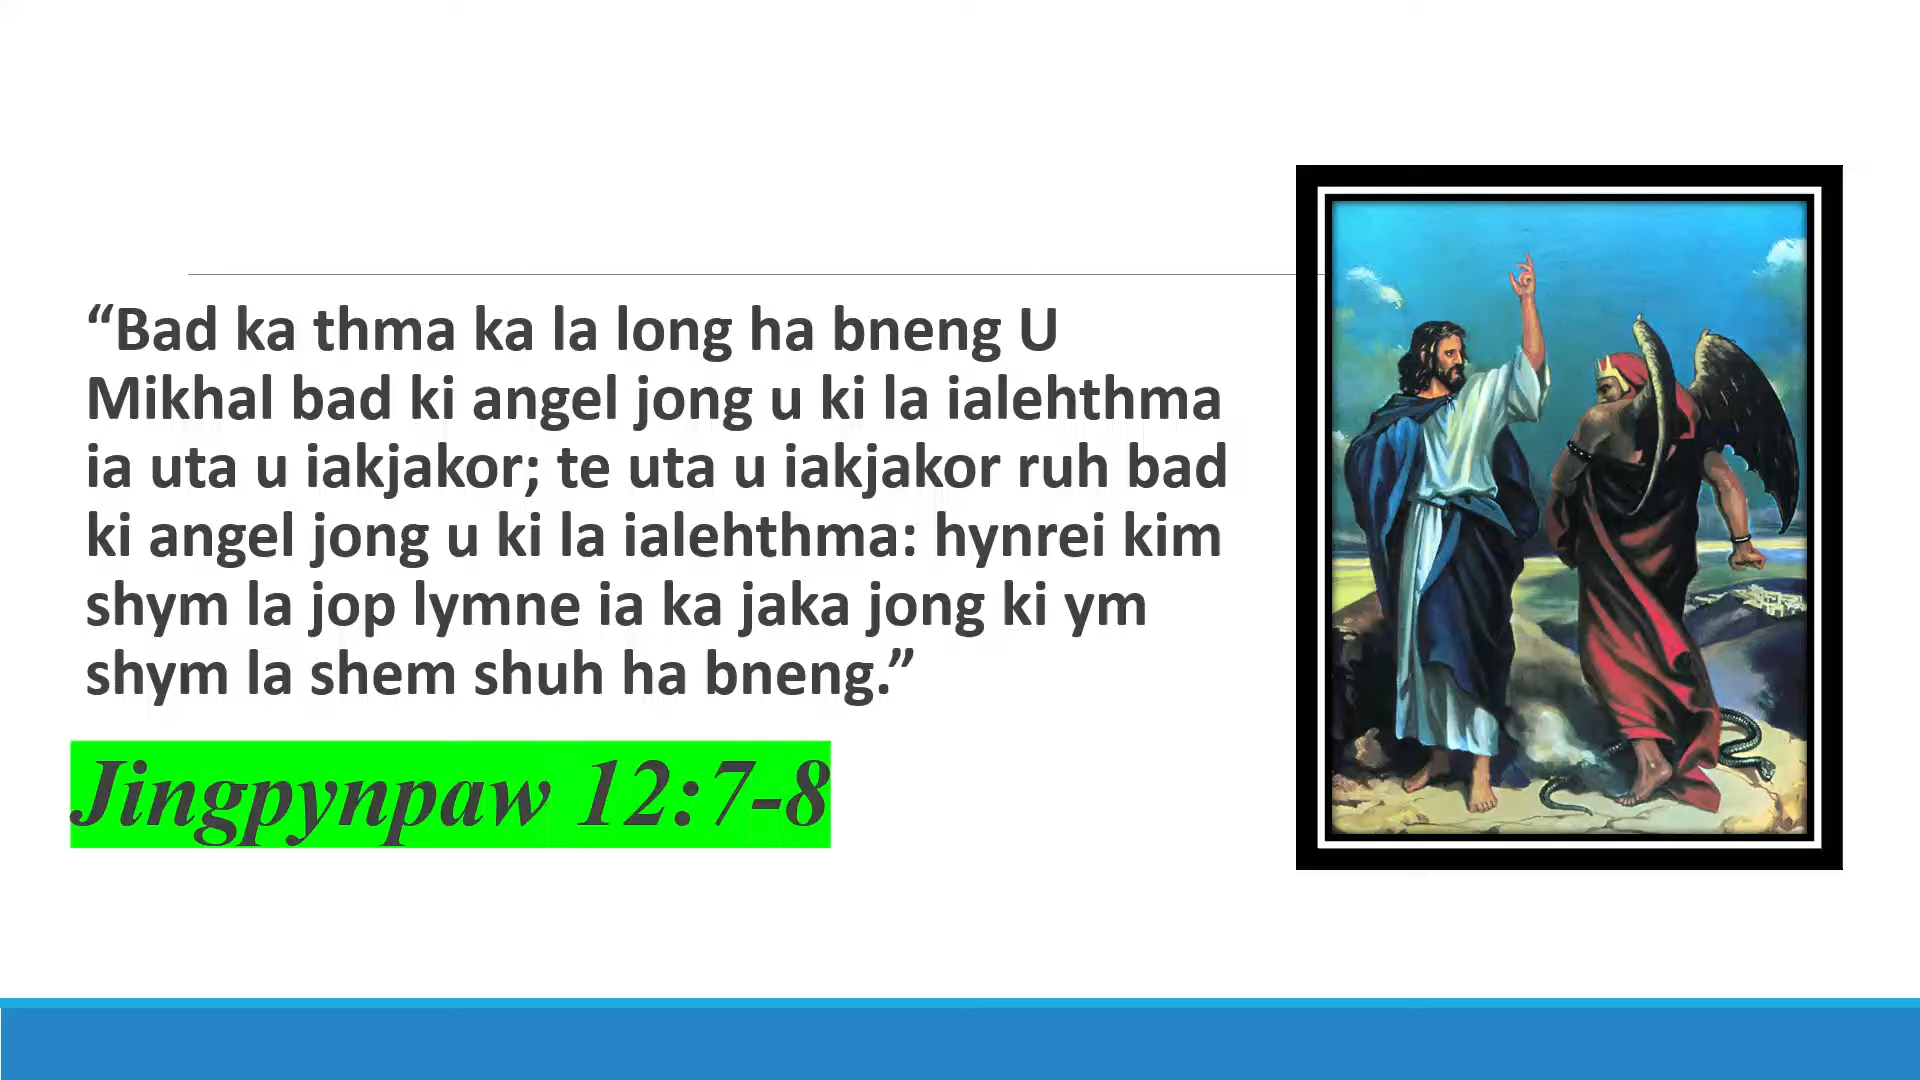 “Bad ka thma ka la long ha bneng U
Mikhal bad ki angel jong u ki la ialehthma
ia uta u iakjakor; te uta u iakjakor ruh bad
ki angel jong u ki la ialehthma: hynrei kim
shym la jop lymne ia ka jaka jong ki ym
shym la shem shuh ha bneng.”
Jingpynpaw 12:7-8